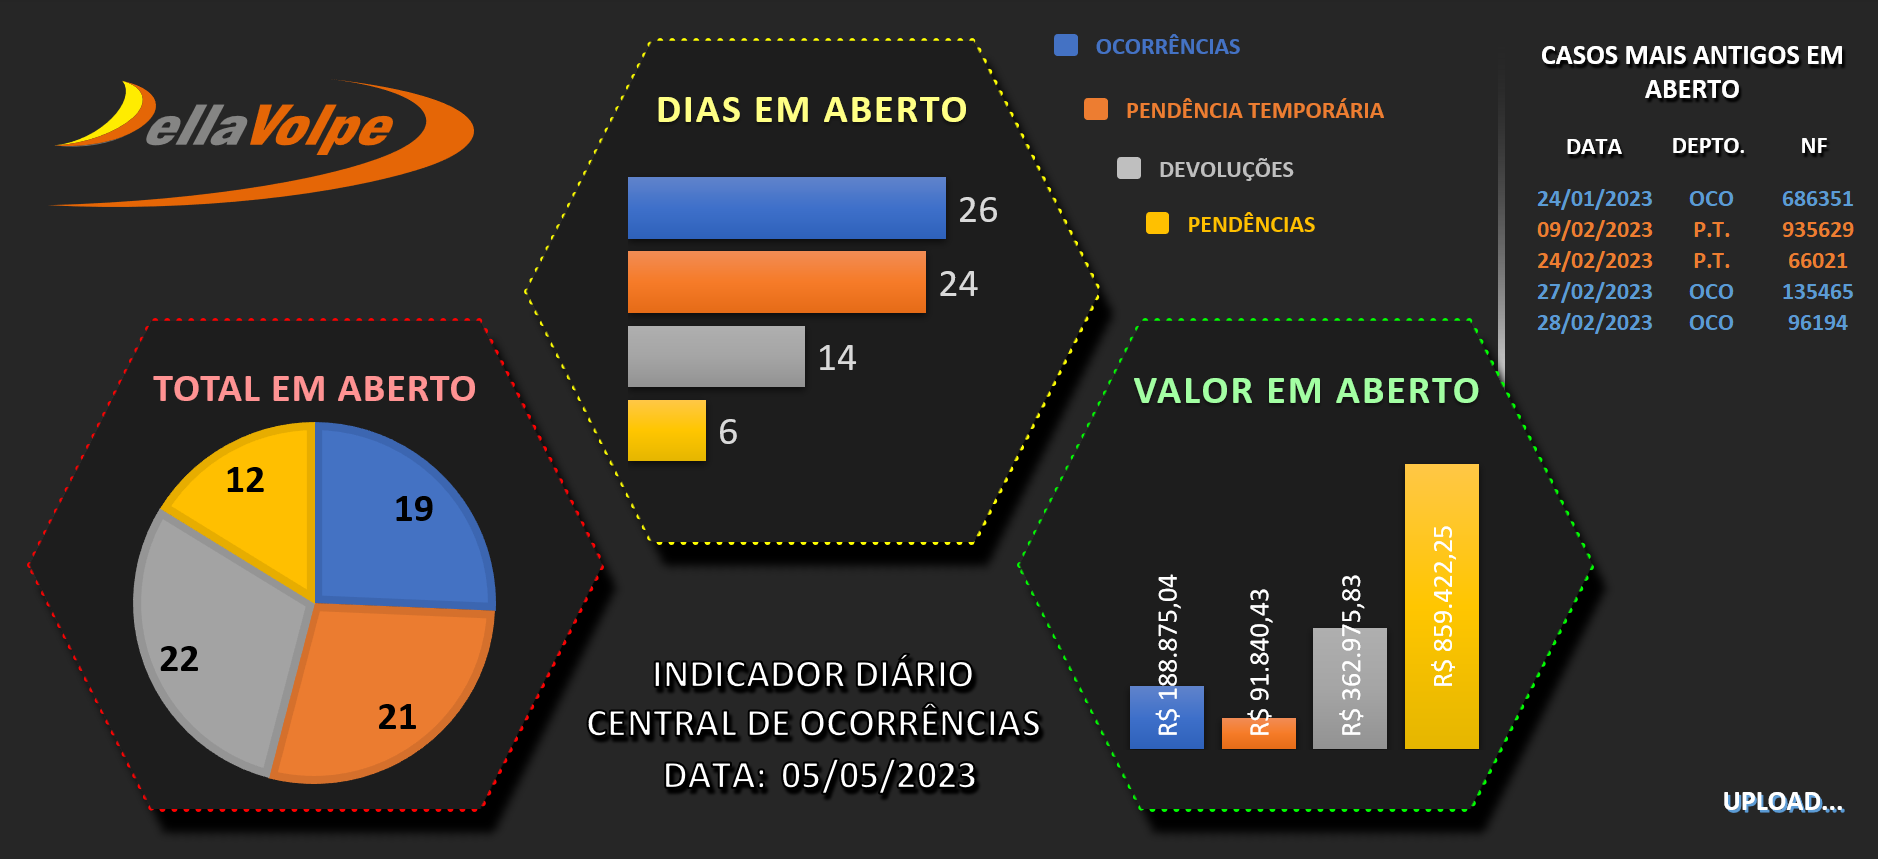 DellaVolpe
DIAS EM ABERTO
26
24
14
6
OCORRÊNCIAS
PENDÊNCIA TEMPORÁRIA
DEVOLUÇÕES
PENDÊNCIAS
CASOS MAIS ANTIGOS EM
ABERTO
DATA DEPTO. NF
24/01/2023 OCO 686351
09/02/2023 P.T. 935629
24/02/2023 P.T. 66021
27/02/2023 OCO 135465
28/02/2023 OCO 96194
TOTAL EM ABERTO
12
19
22
21
VALOR EM ABERTO
R$ 188.875,04
R$ 91.840,43
R$ 362.975,83
R$ 859.422,25
INDICADOR DIÁRIO
CENTRAL DE OCORRÊNCIAS
DATA: 05/05/2023
UPLOAD...